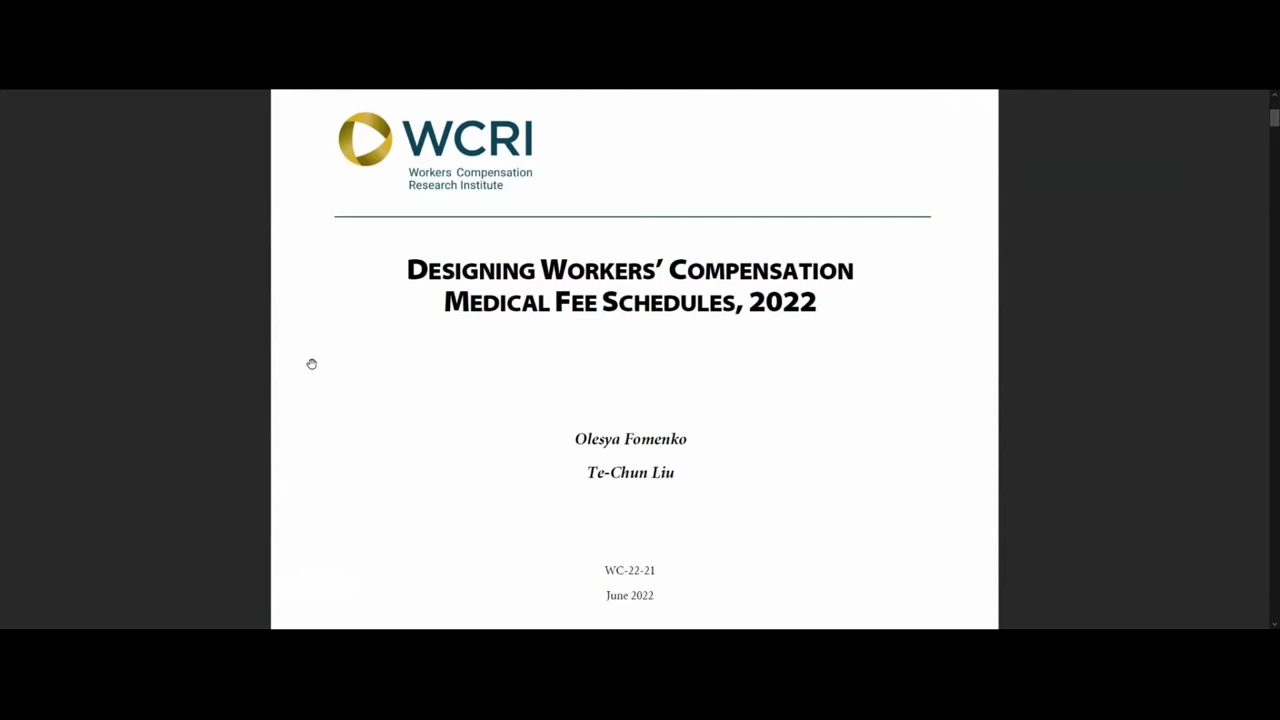 WCRI
Workers Compensation
Research Institute
DESIGNING WORKERS' COMPENSATION
MEDICAL FEE SCHEDULES, 2022
Olesya Fomenko
Te-Chun Liu
WC-22-21
June 2022